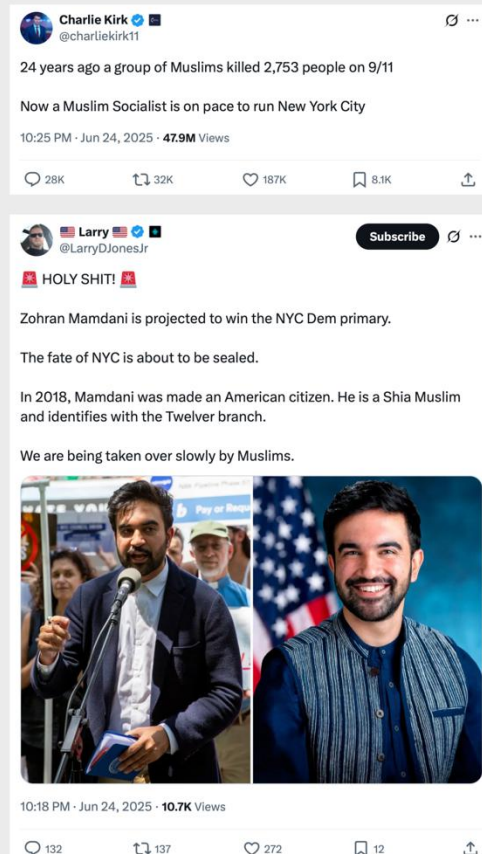 Charlie Kirk
@charliekirk11
24 years ago a group of Muslims killed 2,753 people on 9/11
Now a Muslim Socialist is on pace to run New York City
10:25 PM · Jun 24, 2025 · 47.9M Views
28K 32K 187K 8.1K
🇺🇸 Larry 🇺🇸
@LarryDJonesJr
Subscribe
🚨 HOLY SHIT! 🚨
Zohran Mamdani is projected to win the NYC Dem primary.
The fate of NYC is about to be sealed.
In 2018, Mamdani was made an American citizen. He is a Shia Muslim
and identifies with the Twelver branch.
We are being taken over slowly by Muslims.
Pay or
10:18 PM · Jun 24, 2025 · 10.7K Views
132 137 272 12